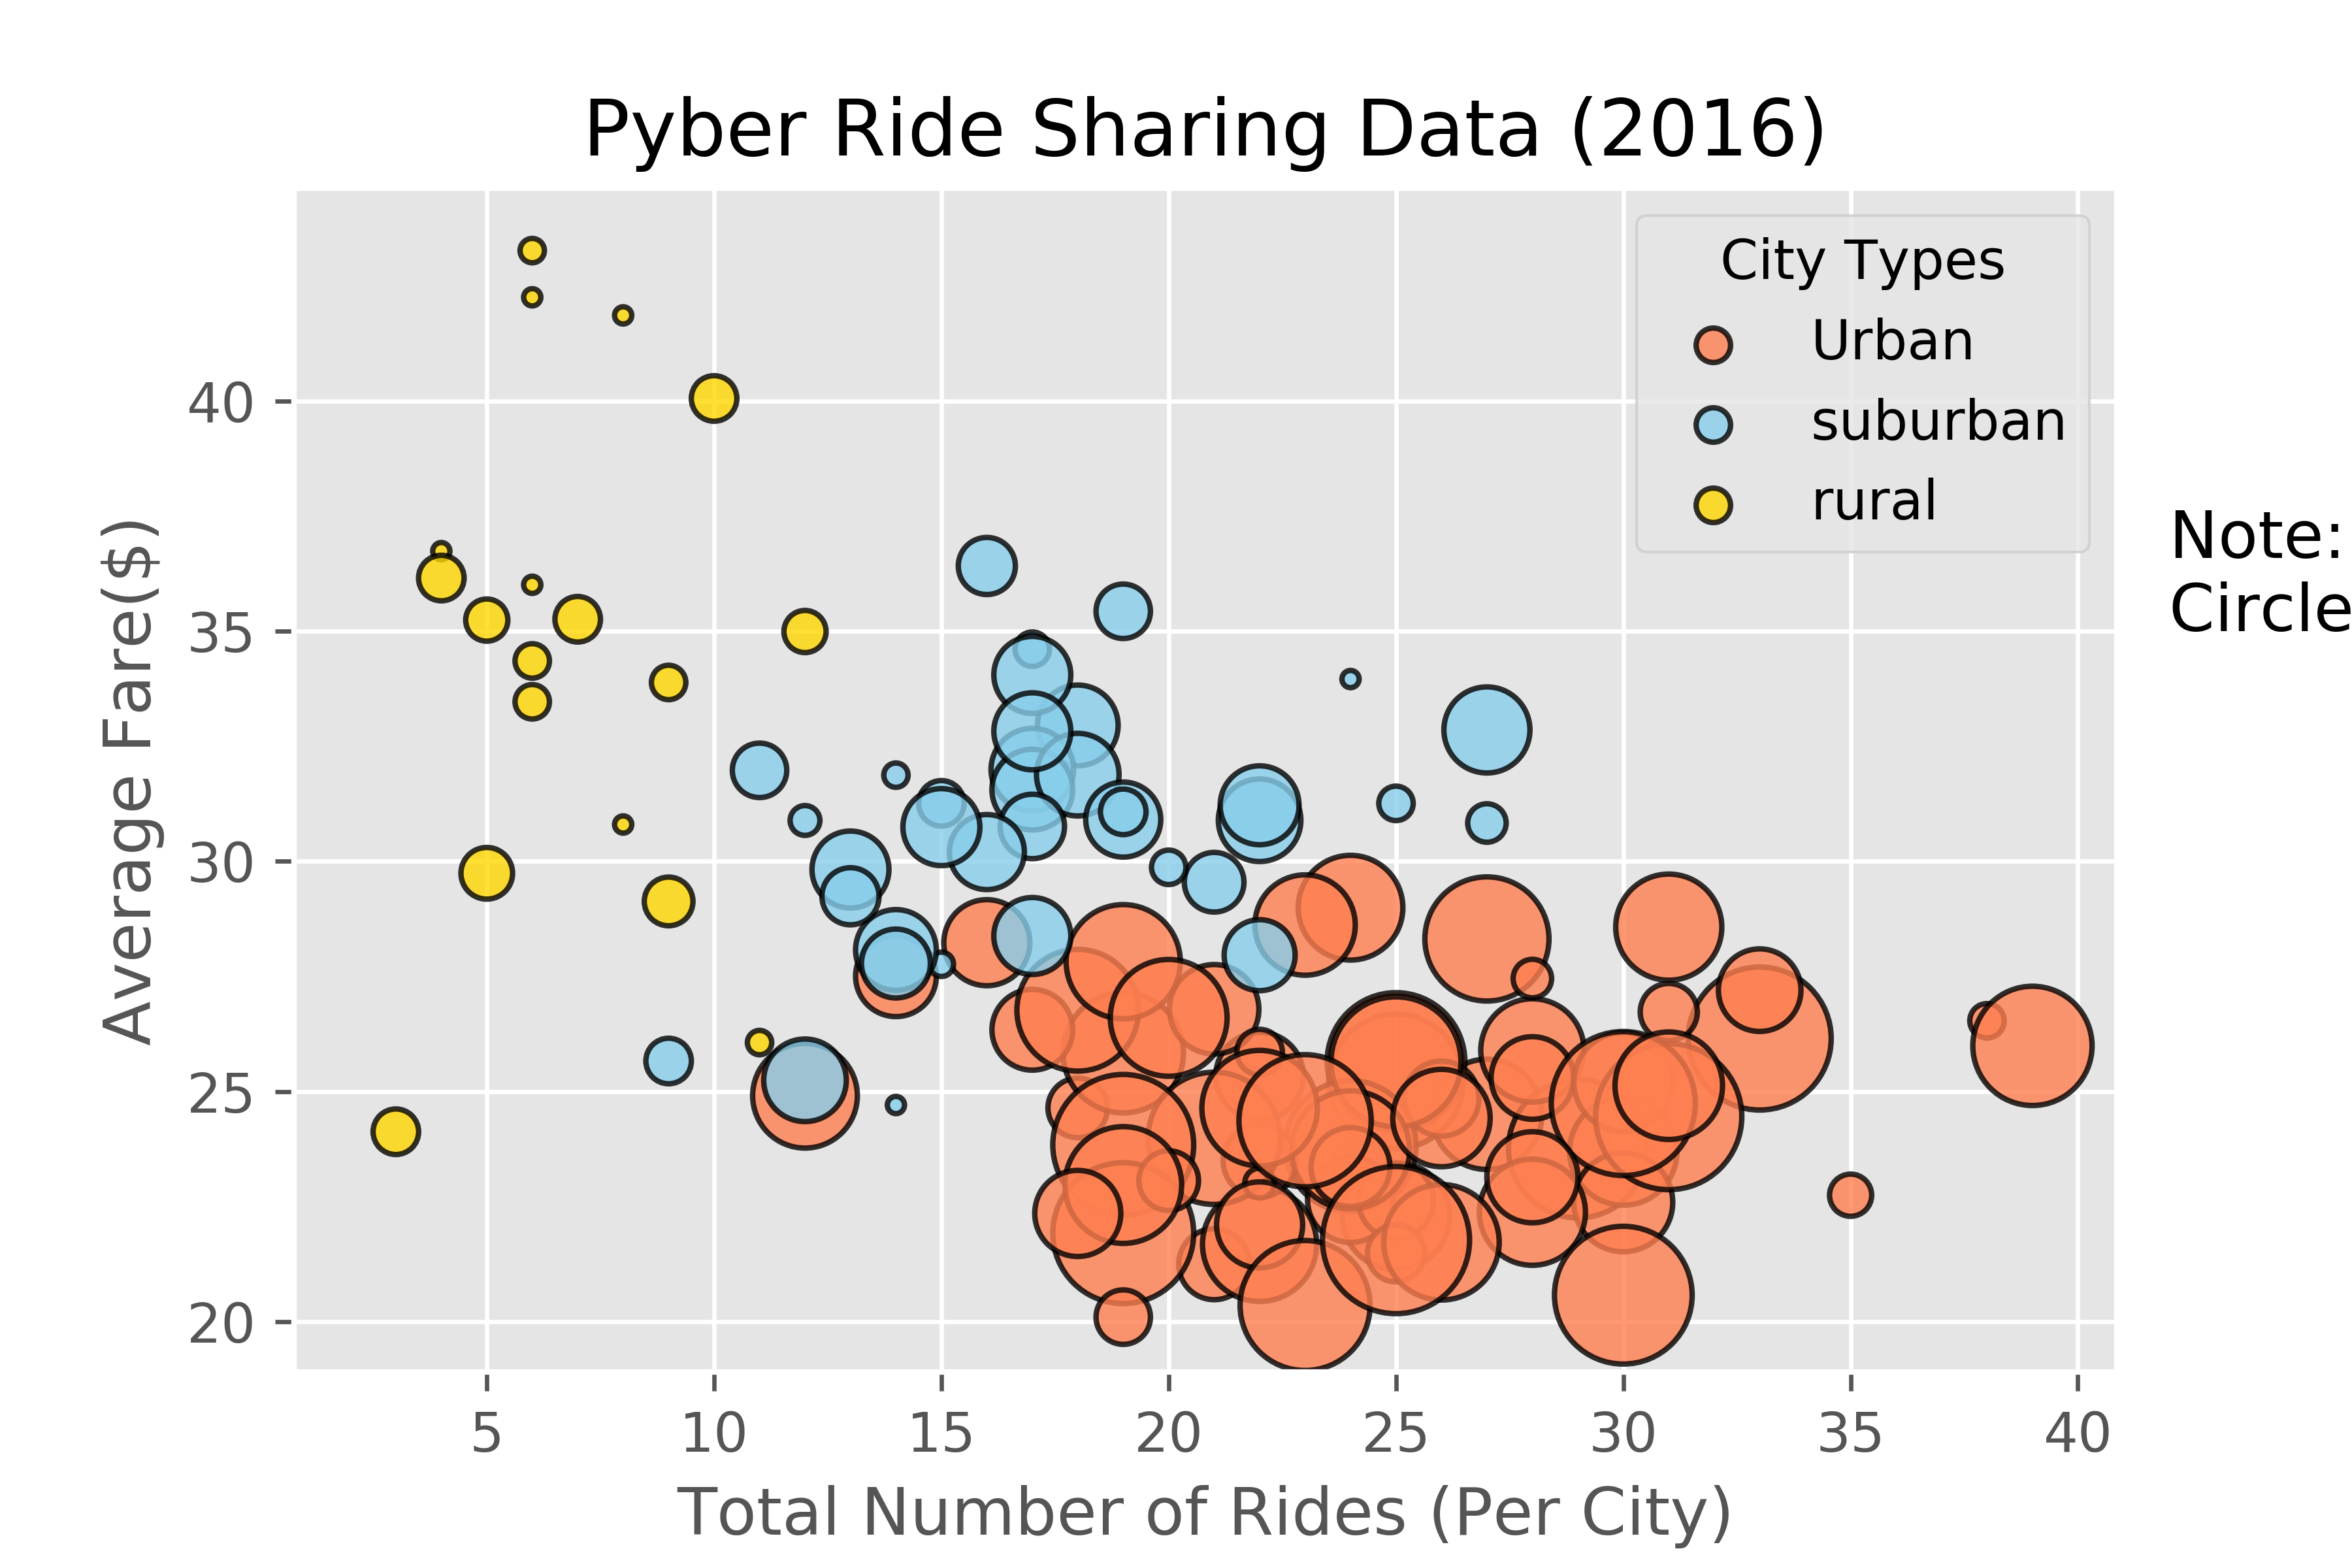 Pyber Ride Sharing Data (2016)
City Types
Urban
suburban
rural
Note:
Circle
Average Fare($)
40
35
30
25
20
5 10 15 20 25 30 35 40
Total Number of Rides (Per City)